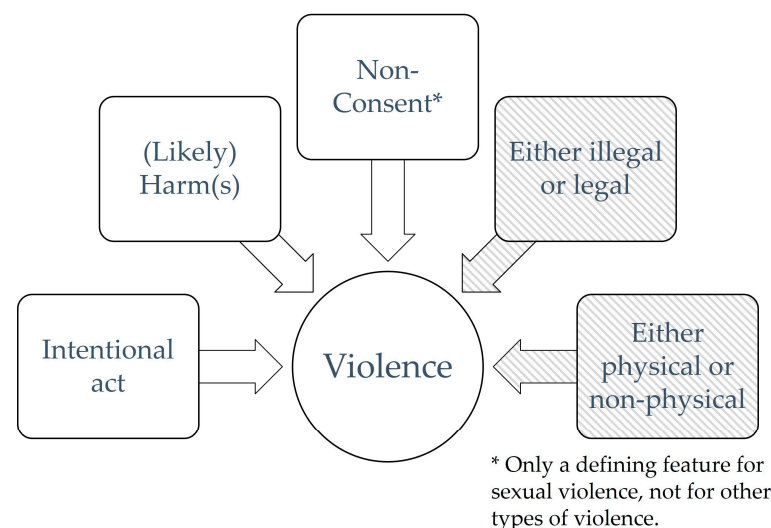 Non-
Consent*
(Likely)
Harm(s)
Either illegal
or legal
Intentional
act
Violence
Either
physical or
non-physical
* Only a defining feature for
sexual violence, not for other
types of violence.